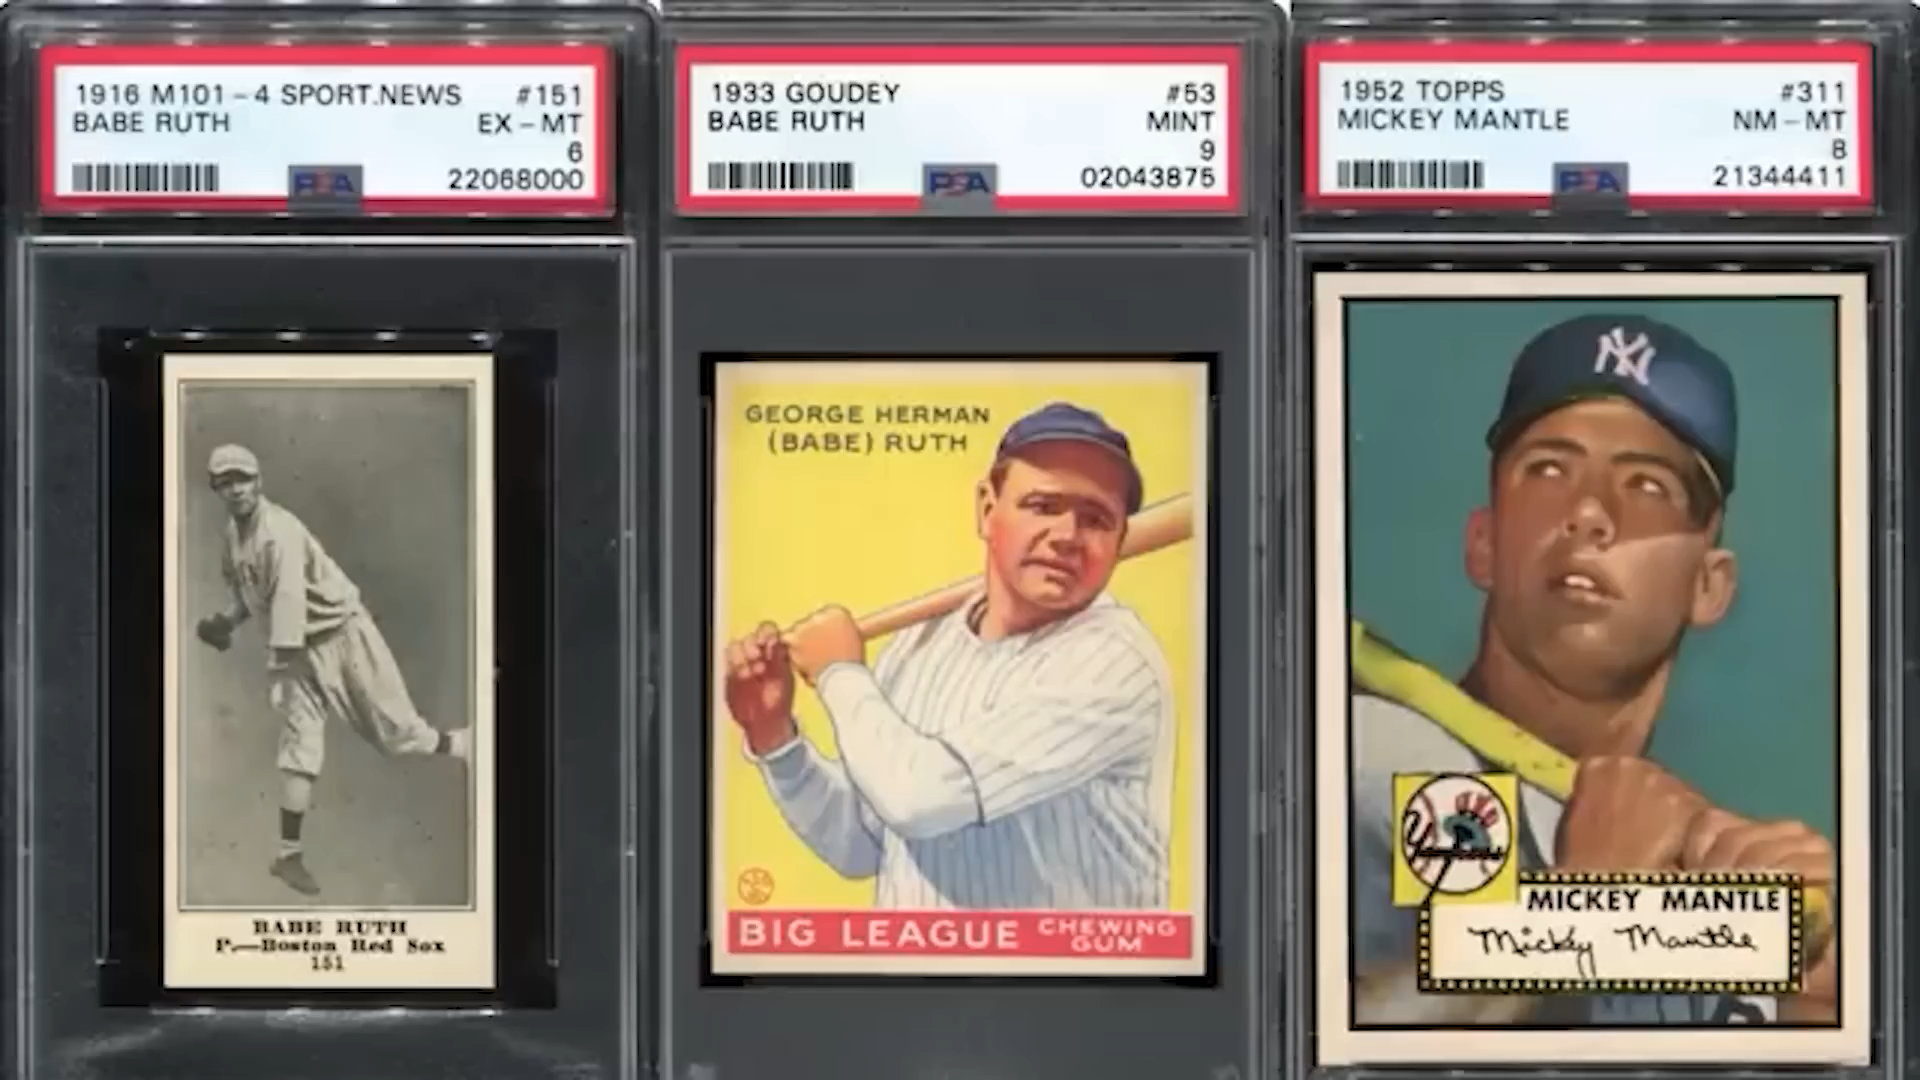 1916 M101-4 SPORT.NEWS #151
BABE RUTH EX-MT
6
PSA 22068000
BABE RUTH
P.—Boston Red Sox
151
1933 GOUDEY #53
BABE RUTH MINT
9
PSA 02043875
GEORGE HERMAN
(BABE) RUTH
BIG LEAGUE CHEWING GUM
1952 TOPPS #311
MICKEY MANTLE NM-MT
8
PSA 21344411
NY
Yankees
MICKEY MANTLE
Mickey Mantle